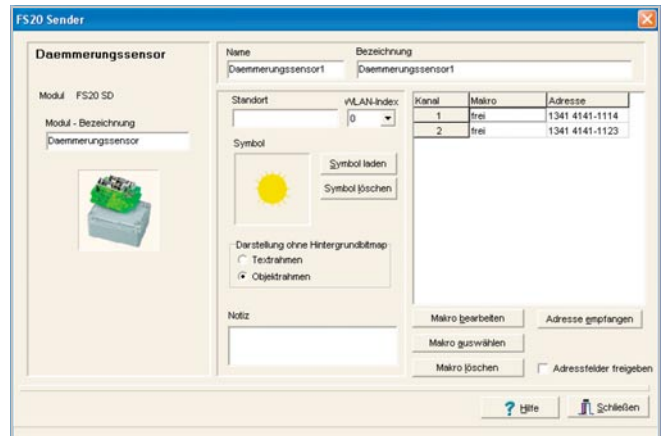 FS20 Sender
Daemmerungssensor
Modul FS20 SD
Modul - Bezeichnung
Daemmerungssensor
Name
Bezeichnung
Daemmerungssensor1
Daemmerungssensor1
Standort
WLAN-Index
0
Symbol
Symbol laden
Symbol löschen
Darstellung ohne Hintergrundbitmap
Textrahmen
Objektrahmen
Notiz
Kanal Makro Adresse
1 frei 1341 4141-1114
2 frei 1341 4141-1123
Makro bearbeiten
Adresse empfangen
Makro auswählen
Makro löschen
Adressfelder freigeben
? Hilfe
Schließen